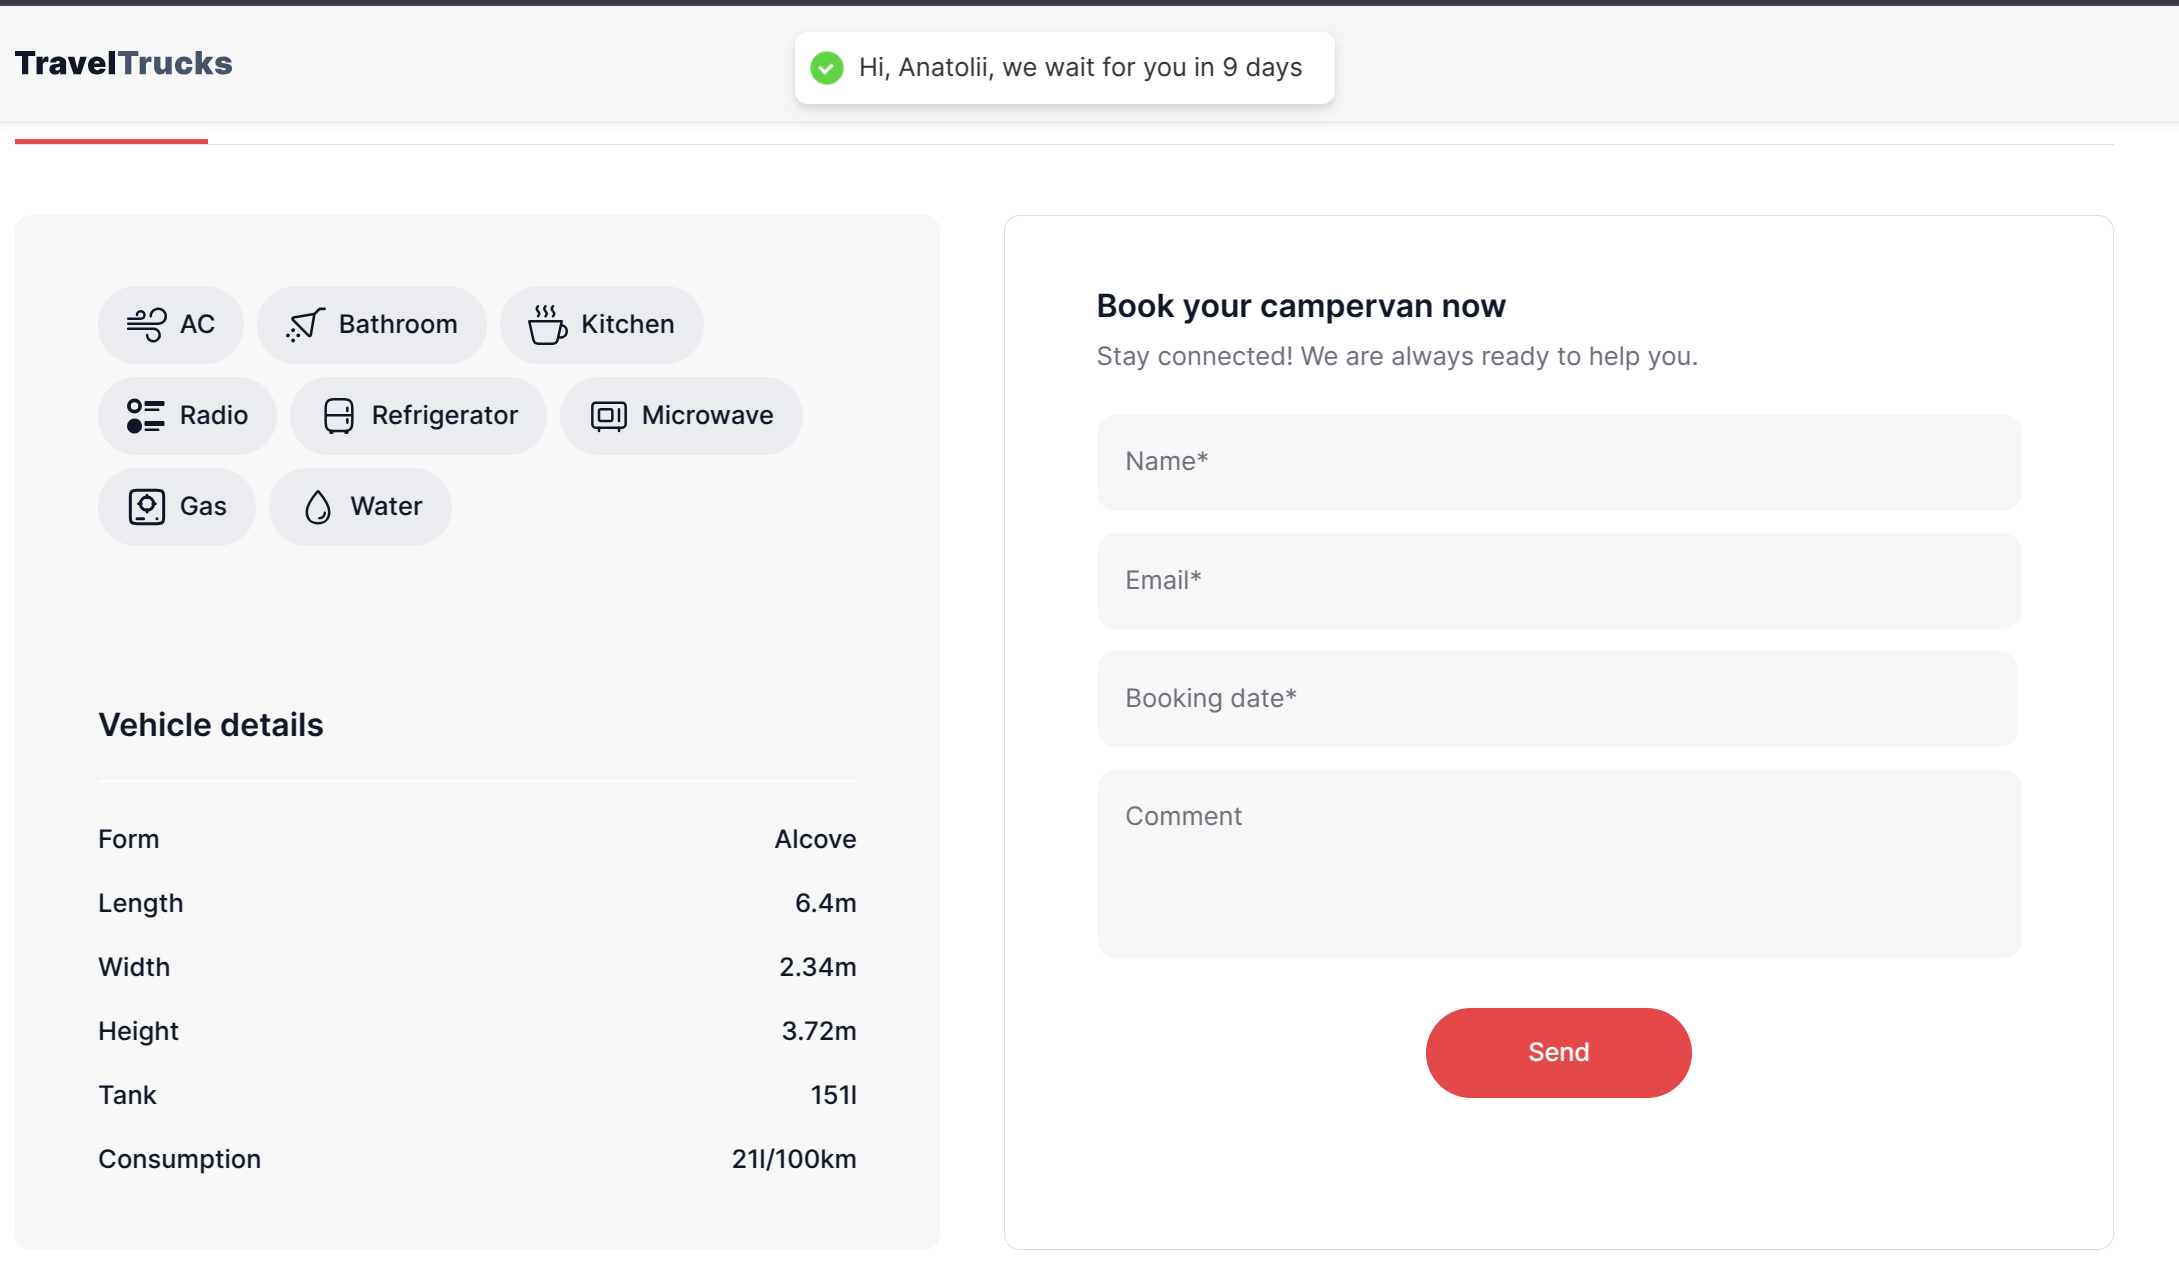 TravelTrucks
Hi, Anatolii, we wait for you in 9 days
AC
Bathroom
Kitchen
Radio
Refrigerator
Microwave
Gas
Water
Vehicle details
Form Alcove
Length 6.4m
Width 2.34m
Height 3.72m
Tank 151l
Consumption 21l/100km
Book your campervan now
Stay connected! We are always ready to help you.
Name*
Email*
Booking date*
Comment
Send